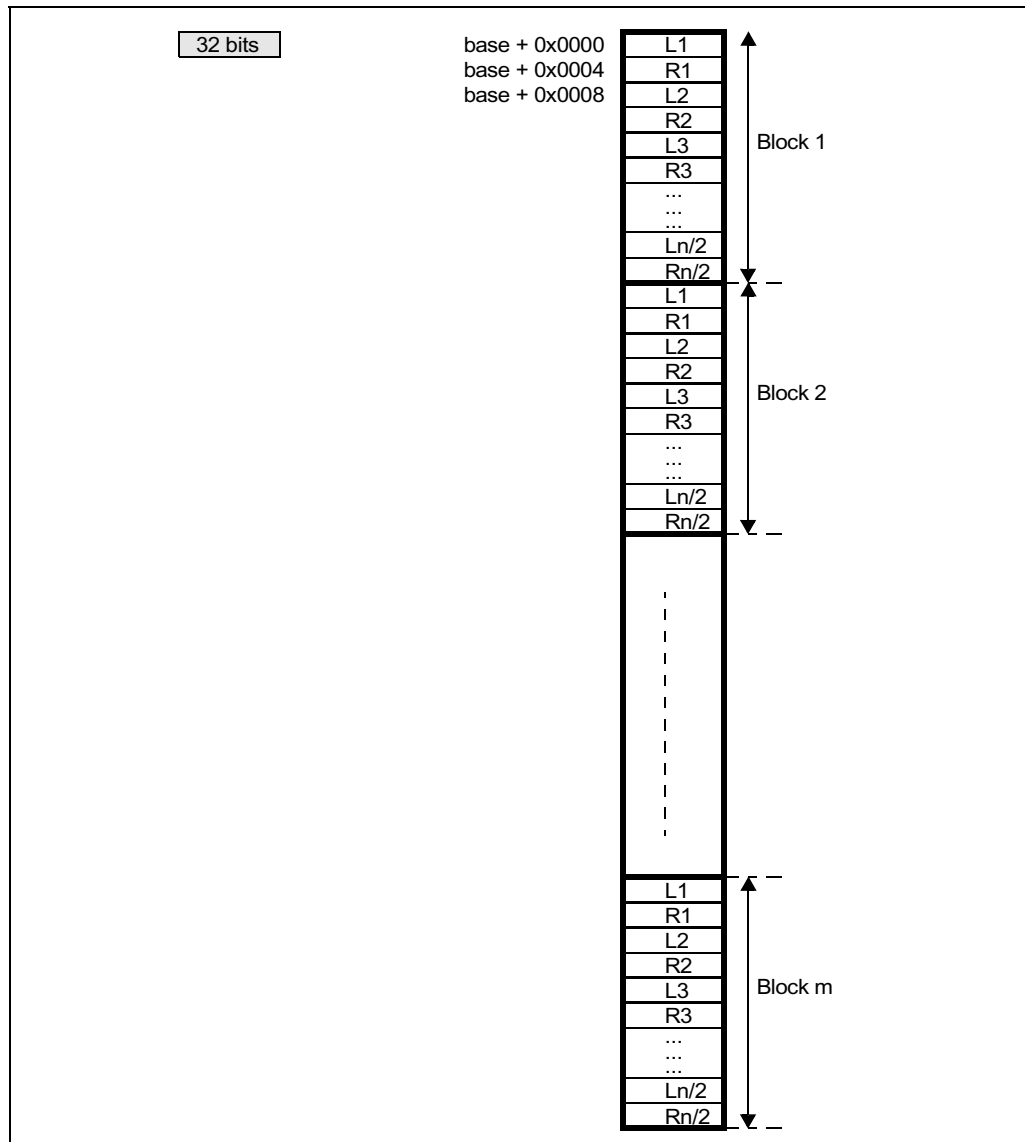 32 bits
base + 0x0000 L1
base + 0x0004 R1
base + 0x0008 L2
R2
L3
Block 1
R3
...
...
...
Ln/2
Rn/2
L1
R1
L2
R2
L3
Block 2
R3
...
...
...
Ln/2
Rn/2
L1
R1
L2
R2
L3
Block m
R3
...
...
...
Ln/2
Rn/2